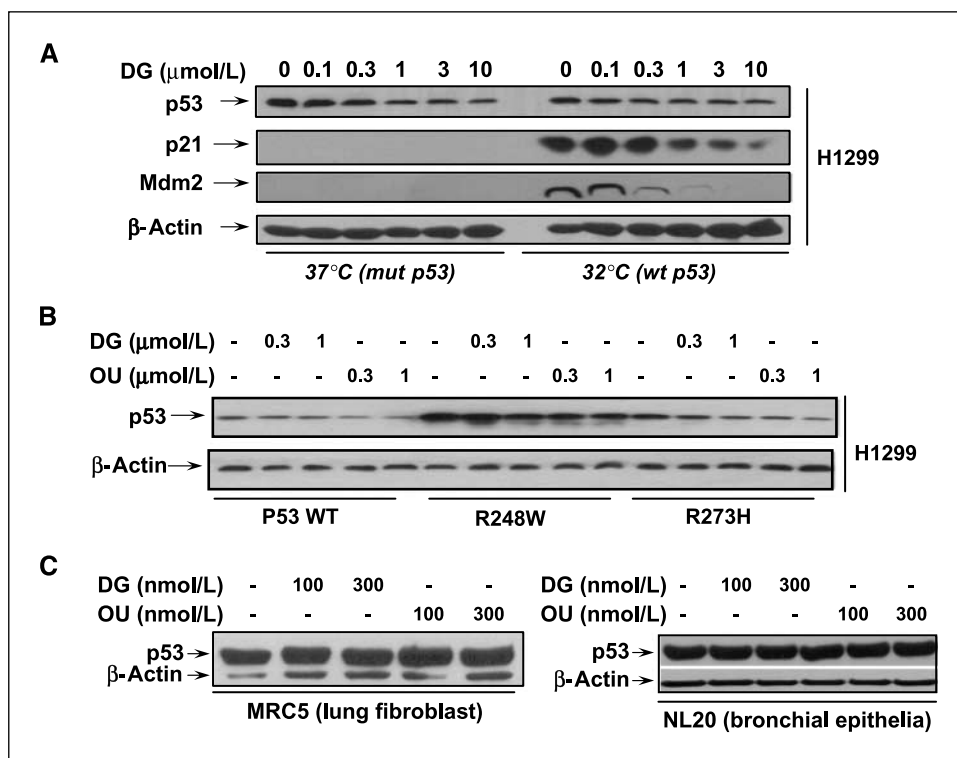 A
DG (μmol/L) 0 0.1 0.3 1 3 10 0 0.1 0.3 1 3 10
p53
p21
Mdm2
β-Actin
H1299
37°C (mut p53) 32°C (wt p53)
B
DG (μmol/L) - 0.3 1 - - - 0.3 1 - - - 0.3 1 - -
OU (μmol/L) - - - 0.3 1 - - - 0.3 1 - - - 0.3 1
p53
β-Actin
H1299
P53 WT R248W R273H
C
DG (nmol/L) - 100 300 - -
OU (nmol/L) - - - 100 300
p53
β-Actin
MRC5 (lung fibroblast)
DG (nmol/L) - 100 300 - -
OU (nmol/L) - - - 100 300
p53
β-Actin
NL20 (bronchial epithelia)